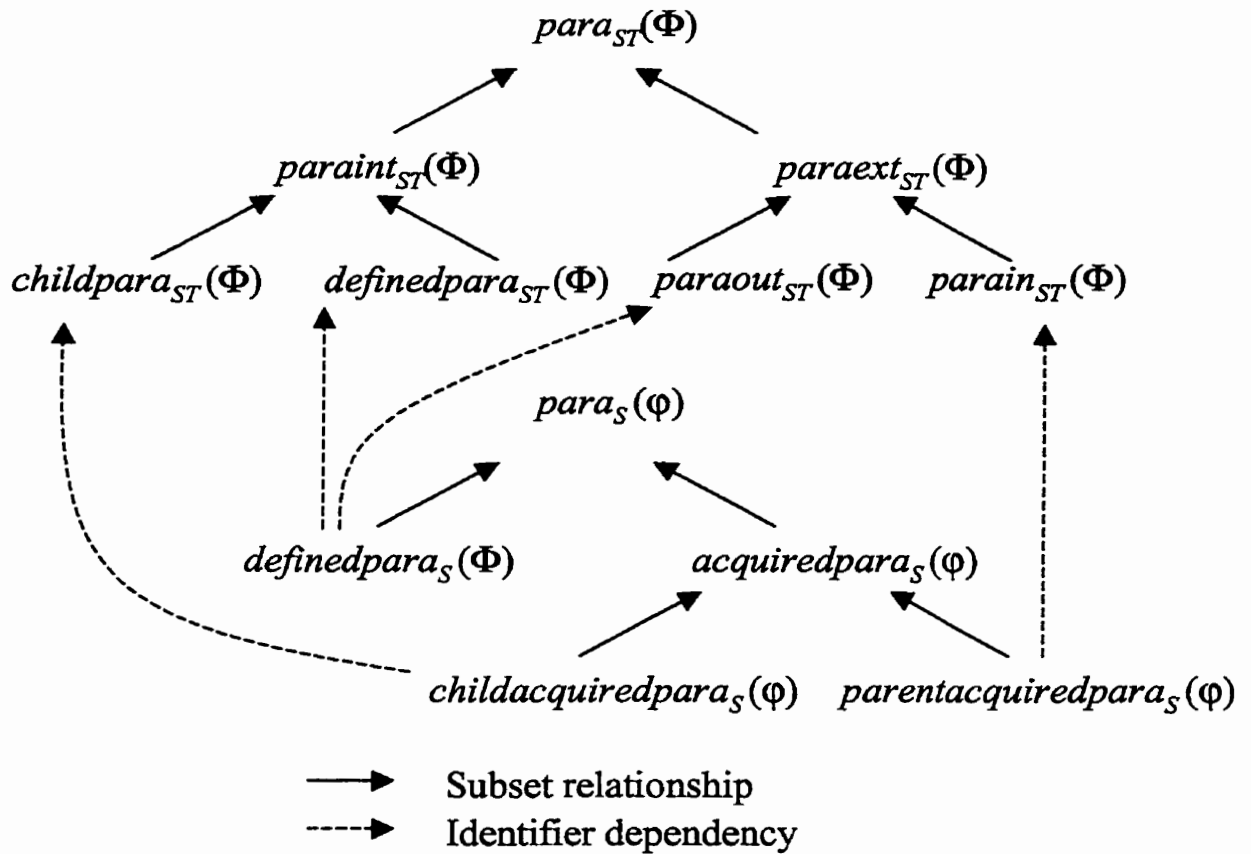 para_ST(Φ)
paraint_ST(Φ) paraext_ST(Φ)
childpara_ST(Φ) definedpara_ST(Φ) paraout_ST(Φ) parain_ST(Φ)
para_S(φ)
definedpara_S(Φ) acquiredpara_S(φ)
childacquiredpara_S(φ) parentacquiredpara_S(φ)
Subset relationship
Identifier dependency